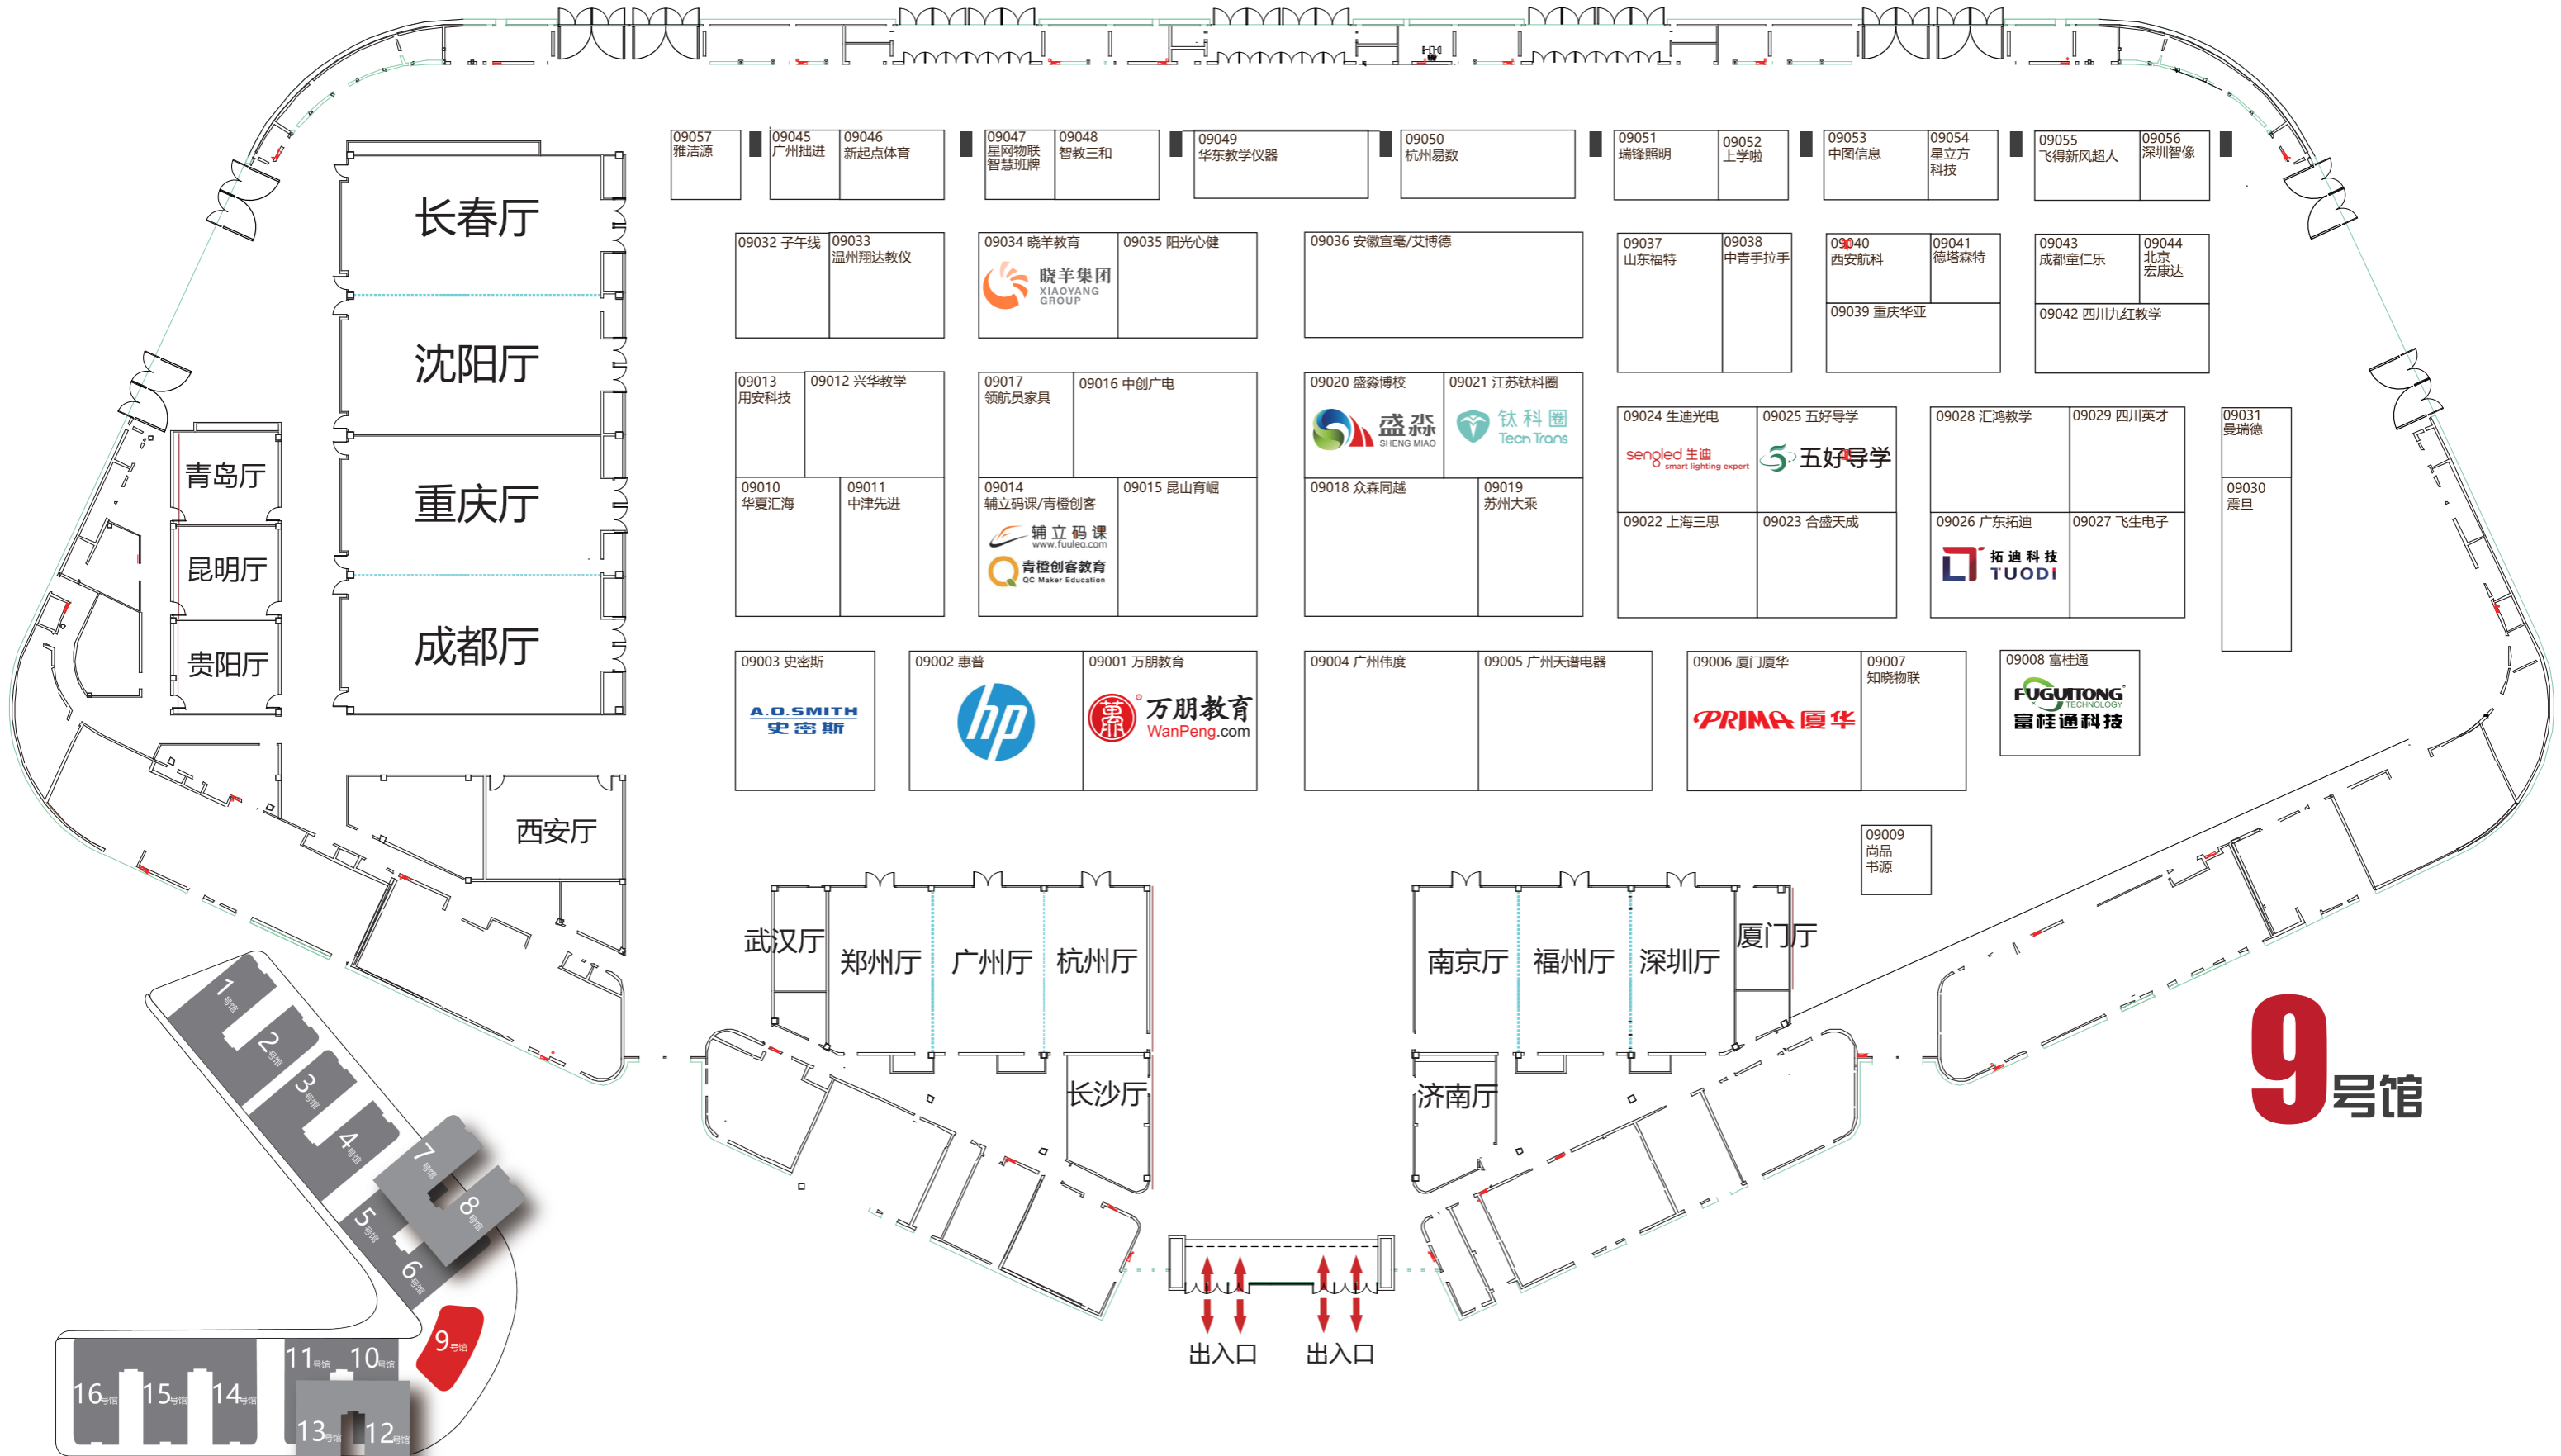 09057
雅洁源
09045
广州拙进
09046
新起点体育
09047
星网物联
智慧班牌
09048
智教三和
09049
华东教学仪器
09050
杭州易数
09051
瑞锋照明
09052
上学啦
09053
中图信息
09054
星立方
科技
09055
飞得新风超人
09056
深圳智像
长春厅
沈阳厅
重庆厅
成都厅
青岛厅
昆明厅
贵阳厅
西安厅
09032 子午线
09033
温州翔达教仪
09034 晓羊教育
晓羊集团
XIAOYANG
GROUP
09035 阳光心健
09036 安徽宣毫/艾博德
09037
山东福特
09038
中青手拉手
09040
西安航科
09041
德塔森特
09039 重庆华亚
09043
成都童仁乐
09044
北京
宏康达
09042 四川九红教学
09013
用安科技
09012 兴华教学
09017
领航员家具
09016 中创广电
09020 盛淼博校
盛淼
SHENG MIAO
09021 江苏钛科圈
钛科圈
Tecn Trans
09024 生迪光电
sengled 生迪
smart lighting expert
09025 五好导学
五好导学
09028 汇鸿教学
09029 四川英才
09031
曼瑞德
09030
震旦
09010
华夏汇海
09011
中津先进
09014
辅立码课/青橙创客
辅立码课
www.fuulea.com
青橙创客教育
QC Maker Education
09015 昆山育崛
09018 众森同越
09019
苏州大乘
09022 上海三思
09023 合盛天成
09026 广东拓迪
拓迪科技
TUODi
09027 飞生电子
09003 史密斯
A.O.SMITH
史密斯
09002 惠普
hp
09001 万朋教育
万朋教育
WanPeng.com
09004 广州伟度
09005 广州天谱电器
09006 厦门厦华
PRIMA 厦华
09007
知晓物联
09008 富桂通
FUGUITONG
TECHNOLOGY
富桂通科技
09009
尚品
书源
武汉厅
郑州厅
广州厅
杭州厅
长沙厅
南京厅
福州厅
深圳厅
厦门厅
济南厅
9号馆
1号馆
2号馆
3号馆
4号馆
7号馆
8号馆
5号馆
6号馆
9号馆
11号馆
10号馆
16号馆
15号馆
14号馆
13号馆
12号馆
出入口
出入口